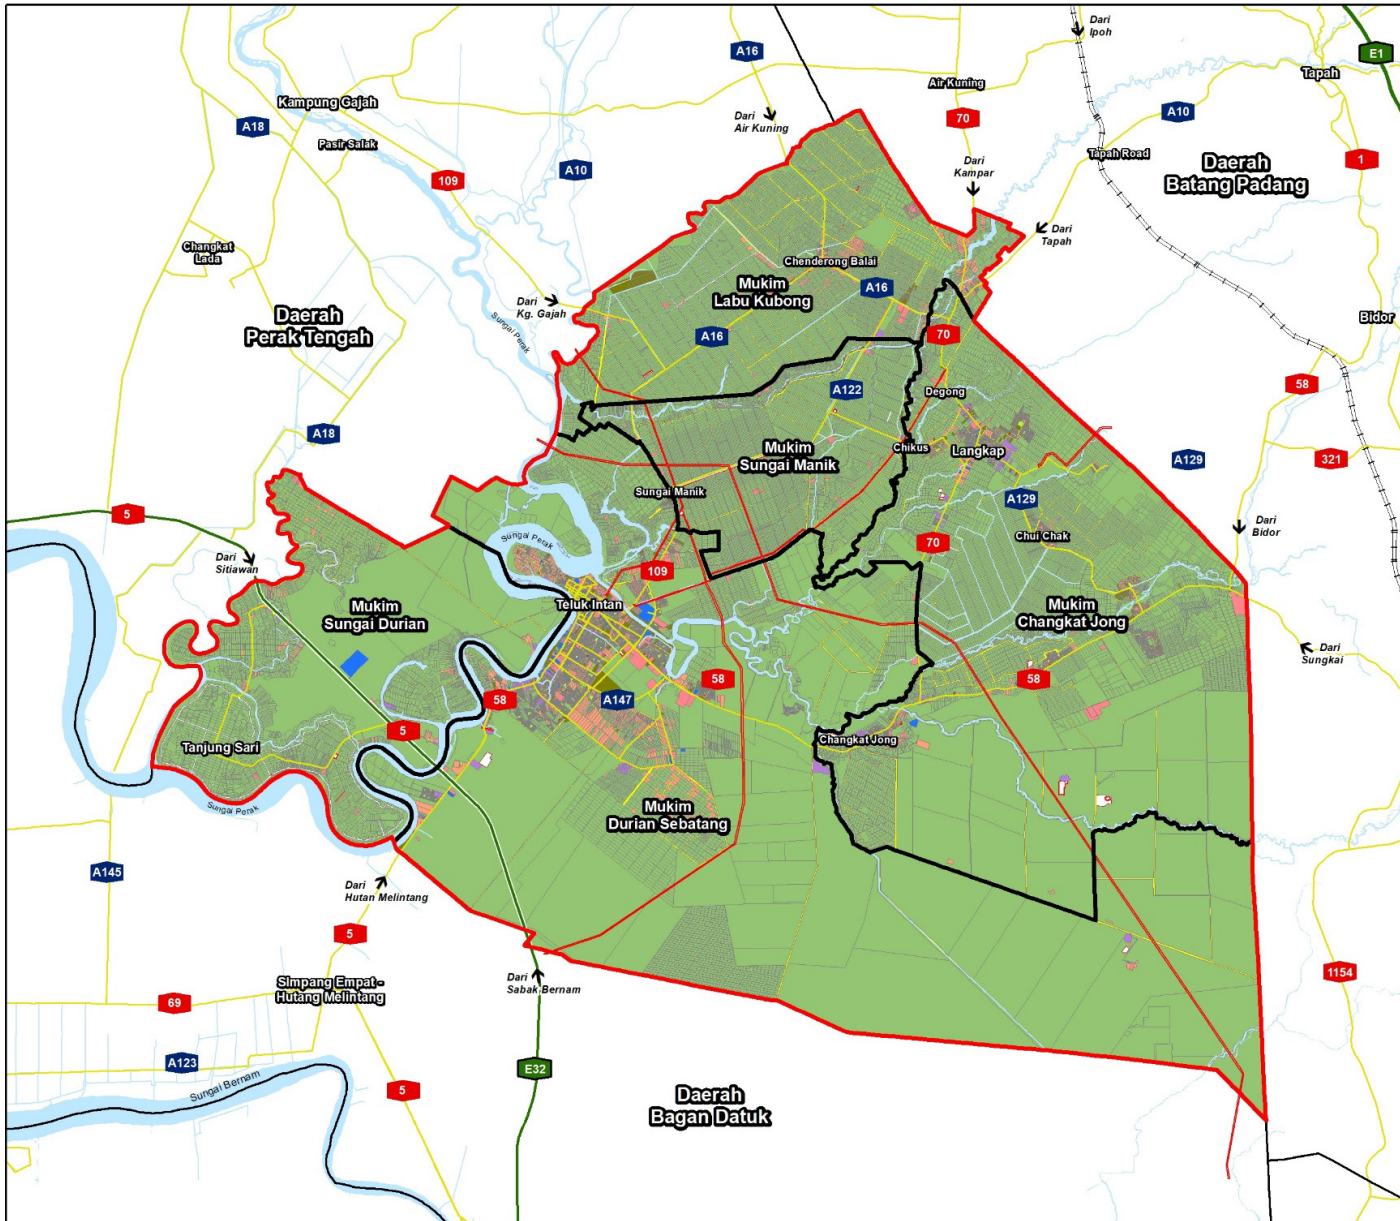 Dari
Ipoh
A16
E1
Tapah
Air Kuning
Kampung Gajah
A18
Pasir Salak
Dari
Air Kuning
70
A10
Tapah Road
Daerah
Batang Padang
1
109
A10
Dari
Kampar
Dari
Tapah
Changkat
Lada
Chenderong Balai
Mukim
Labu Kubong
A16
Dari
Kg. Gajah
Daerah
Perak Tengah
Sungai Perak
A16
70
Bidor
58
A122
Degong
A18
Mukim
Sungai Manik
Chikus
Langkap
A129
321
Sungai Manik
A129
5
Dari
Sitiawan
Sungai Perak
Chui Chak
Dari
Bidor
70
109
Teluk Intan
Mukim
Sungai Durian
Mukim
Changkat Jong
Dari
Sungkai
58
58
58
A147
5
Tanjung Sari
Changkat Jong
Sungai Perak
Mukim
Durian Sebatang
A145
Dari
Hutan Melintang
5
Dari
Sabak Bernam
SImpang Empat -
Hutang Melintang
69
1154
A123
E32
Sungai Bernam
5
Daerah
Bagan Datuk